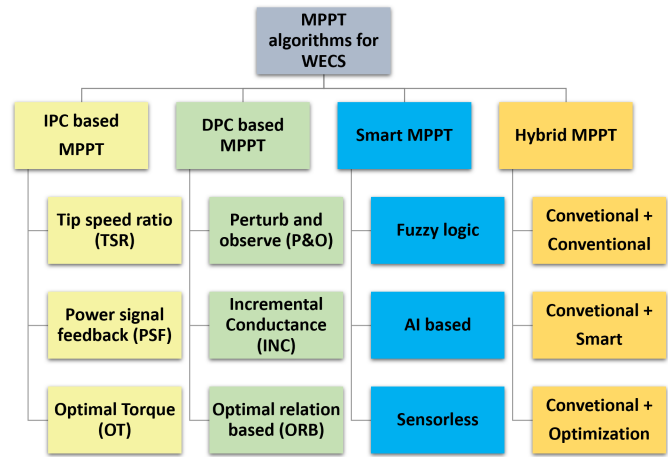 MPPT
algorithms for
WECS
IPC based
MPPT
DPC based
MPPT
Smart MPPT
Hybrid MPPT
Tip speed ratio
(TSR)
Perturb and
observe (P&O)
Fuzzy logic
Convetional +
Conventional
Power signal
feedback (PSF)
Incremental
Conductance
(INC)
AI based
Convetional +
Smart
Optimal Torque
(OT)
Optimal relation
based (ORB)
Sensorless
Convetional +
Optimization